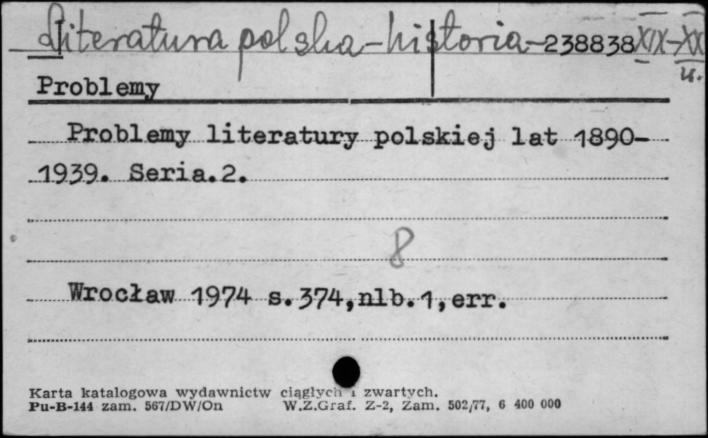 Literatura polska-historia-238838 XIX-XX
w.
Problemy
Problemy literatury polskiej lat 1890-
1939. Seria.2.
8
Wrocław 1974 s.374,nlb.1,err.
Karta katalogowa wydawnictw ciągłych i zwartych.
Pu-B-144 zam. 567/DW/On W.Z.Graf. Z-2, Zam. 502/77, 6 400 000